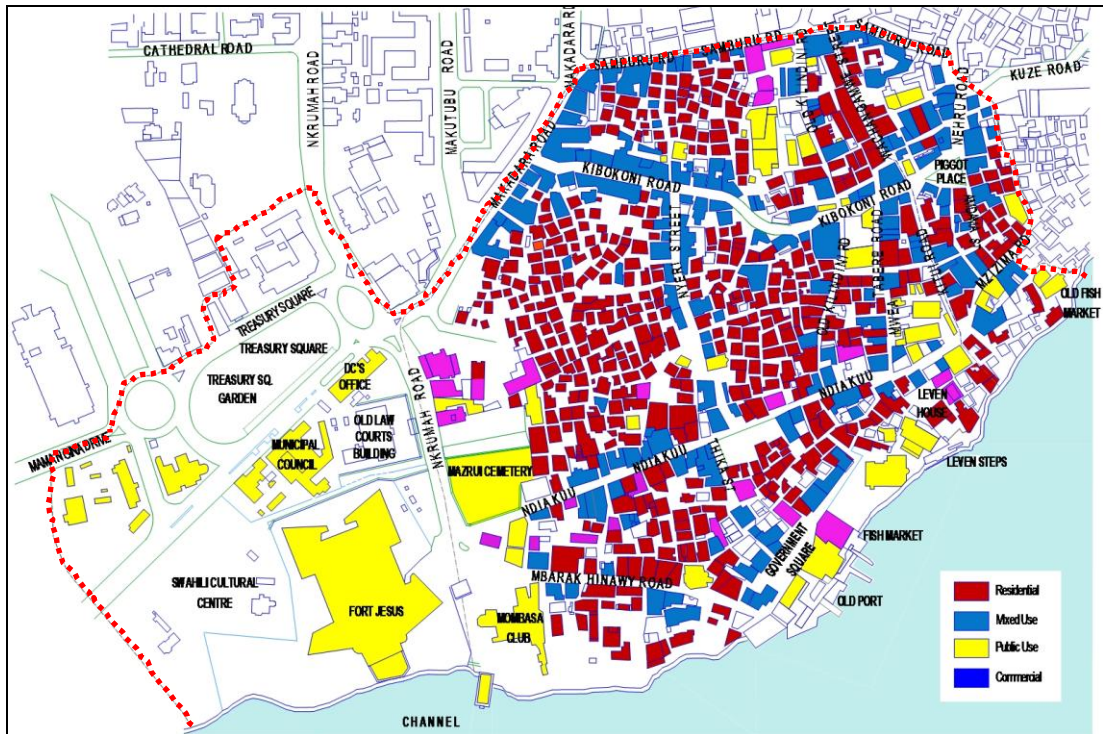 CATHEDRAL ROAD
NKRUMAH ROAD
MAKUTUBU ROAD
MAKADARA RD
SAMBURU RD
SAMBURU RD
SAMBURU ROAD
KUZE ROAD
NEHRU ROAD
MAKADARA ROAD
KIBOKONI ROAD
PIGGOT
PLACE
KIBOKONI ROAD
NYERI STREET
TREASURY SQUARE
TREASURY SQUARE
TREASURY SQ.
GARDEN
DC'S
OFFICE
OLD LAW
COURTS
BUILDING
MUNICIPAL
COUNCIL
NKRUMAH ROAD
MAZRUI CEMETERY
NDIA KUU
NDIA KUU
NDIA KUU
THIKA ST
OLD FISH
MARKET
LEVEN
HOUSE
LEVEN STEPS
FISH MARKET
GOVERNMENT
SQUARE
OLD PORT
MBARAK HINAWY ROAD
SWAHILI CULTURAL
CENTRE
FORT JESUS
MOMBASA
CLUB
CHANNEL
Residential
Mixed Use
Public Use
Commercial